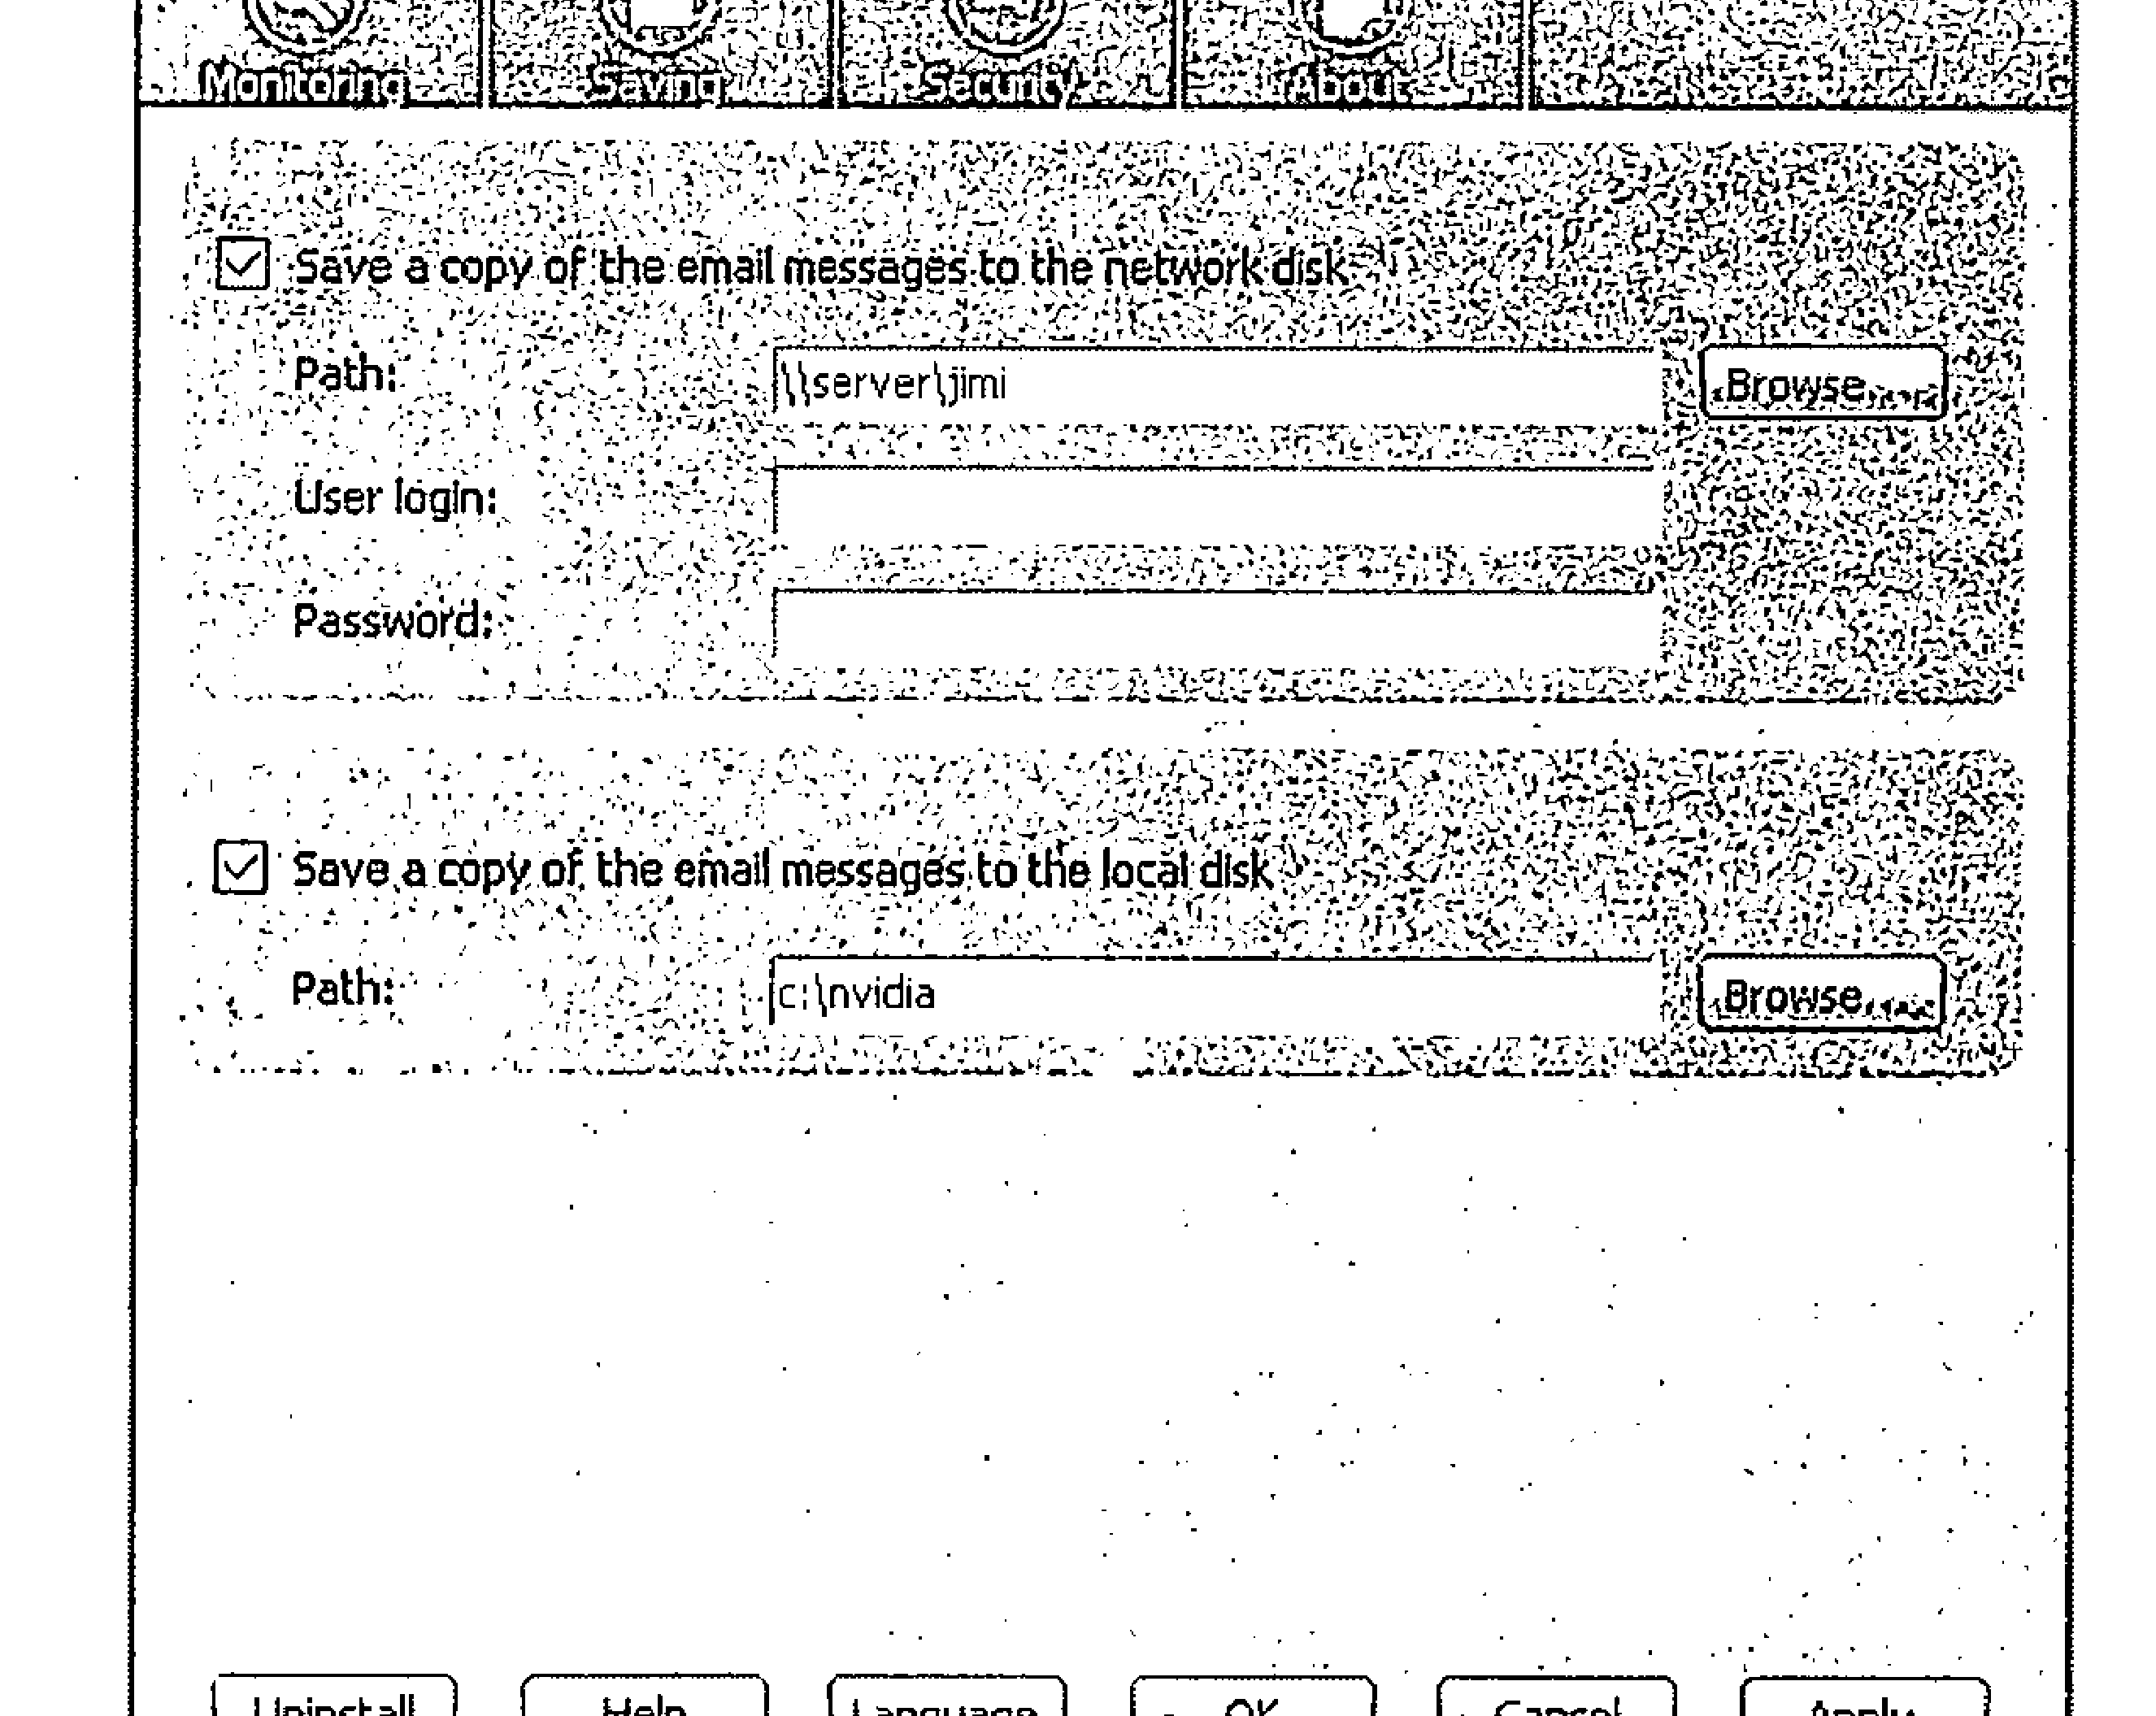 Monitoring Saving Security About
Save a copy of the email messages to the network disk
Path: \\server\jimi Browse...
User login:
Password:
Save a copy of the email messages to the local disk
Path: c:\nvidia Browse...
Uninstall Help Language OK Cancel Apply